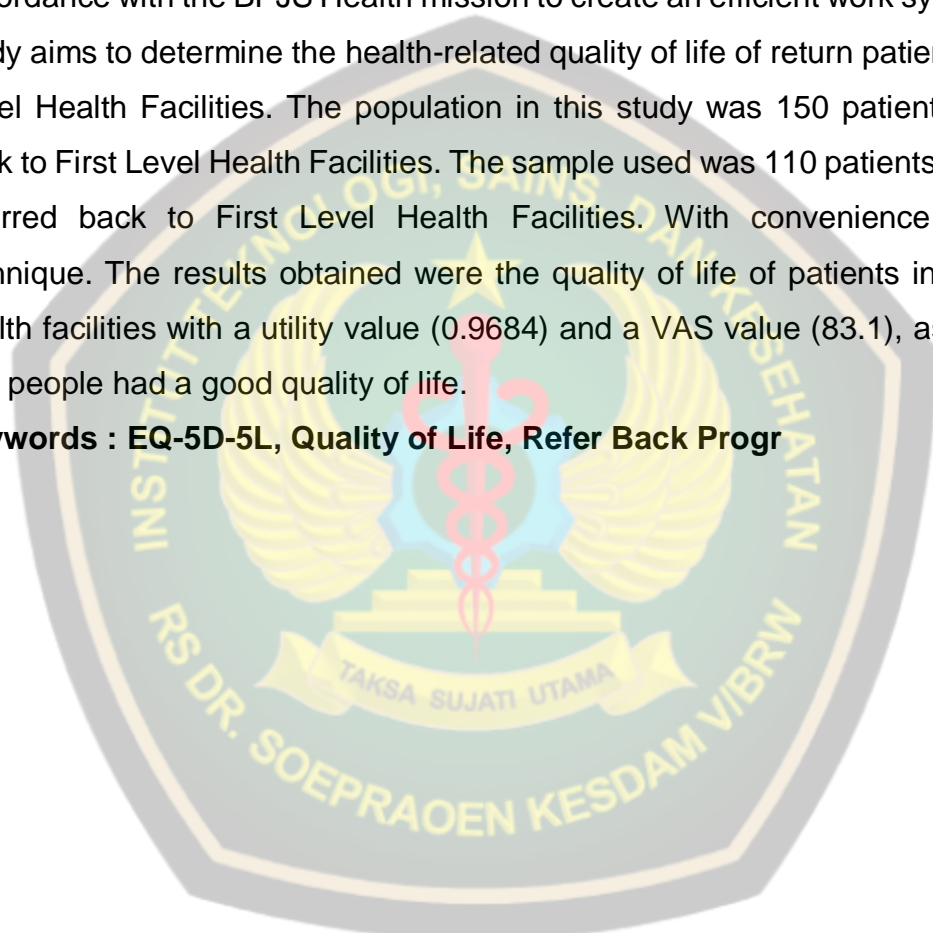 ordance with the BPJS Health mission to create an efficient work sy
dy aims to determine the health-related quality of life of return patien
el Health Facilities. The population in this study was 150 patient
k to First Level Health Facilities. The sample used was 110 patients
rred back to First Level Health Facilities. With convenience
nnique. The results obtained were the quality of life of patients in
lth facilities with a utility value (0.9684) and a VAS value (83.1), as
people had a good quality of life.
ywords : EQ-5D-5L, Quality of Life, Refer Back Progr
INSTITUT TEKNOLOGI, SAINS, DAN KESEHATAN
TAKSA SUJATI UTAMA
RS DR. SOEPRAOEN KESDAM V/BRW